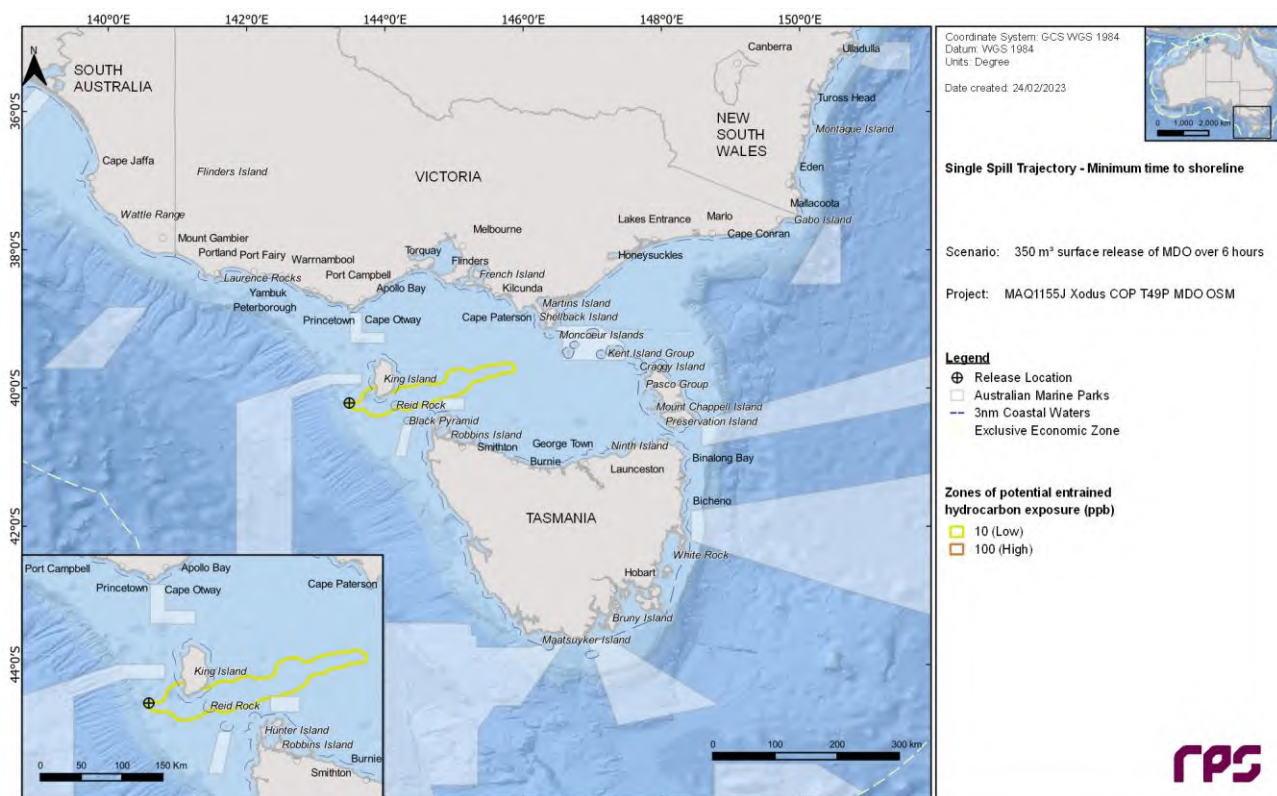 140°0'E 142°0'E 144°0'E 146°0'E 148°0'E 150°0'E
N
SOUTH
AUSTRALIA
Canberra
Ulladulla
36°0'S
Tuross Head
NEW
SOUTH
WALES
Montague Island
Cape Jaffa
Flinders Island
VICTORIA
Eden
Wattle Range
Mallacoota
Gabo Island
Lakes Entrance
Marlo
Cape Conran
Mount Gambier
Melbourne
38°0'S
Portland
Port Fairy
Warrnambool
Torquay
Flinders
Honeysuckles
Laurence Rocks
Port Campbell
French Island
Yambuk
Apollo Bay
Kilcunda
Peterborough
Martins Island
Princetown
Cape Otway
Cape Paterson
Shellback Island
Moncoeur Islands
Kent Island Group
Craggy Island
40°0'S
King Island
Pasco Group
Reid Rock
Mount Chappell Island
Black Pyramid
Preservation Island
Robbins Island
Smithton
George Town
Ninth Island
Burnie
Launceston
Binalong Bay
Bicheno
42°0'S
TASMANIA
White Rock
Hobart
Bruny Island
Maatsuyker Island
44°0'S
0 100 200 300 Km
Port Campbell
Apollo Bay
Princetown
Cape Otway
Cape Paterson
King Island
Reid Rock
Hunter Island
Robbins Island
Burnie
Smithton
0 50 100 150 Km
Coordinate System: GCS WGS 1984
Datum: WGS 1984
Units: Degree
Date created: 24/02/2023
0 1,000 2,000 km
Single Spill Trajectory - Minimum time to shoreline
Scenario: 350 m³ surface release of MDO over 6 hours
Project: MAQ1155J Xodus COP T49P MDO OSM
Legend
Release Location
Australian Marine Parks
3nm Coastal Waters
Exclusive Economic Zone
Zones of potential entrained
hydrocarbon exposure (ppb)
10 (Low)
100 (High)
rps